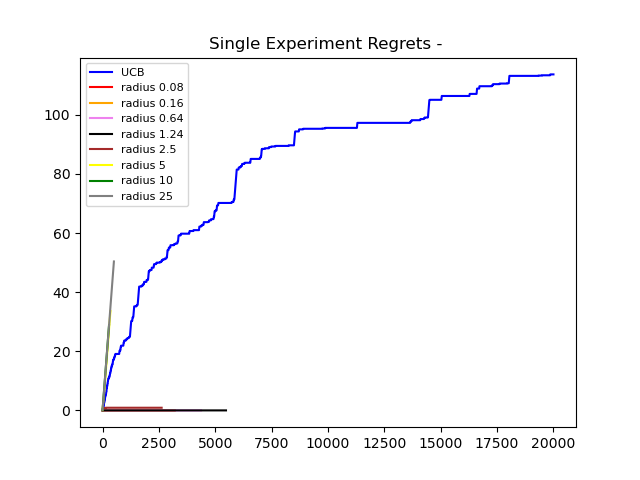 Single Experiment Regrets -
UCB
radius 0.08
radius 0.16
radius 0.64
radius 1.24
radius 2.5
radius 5
radius 10
radius 25
100
80
60
40
20
0
0 2500 5000 7500 10000 12500 15000 17500 20000